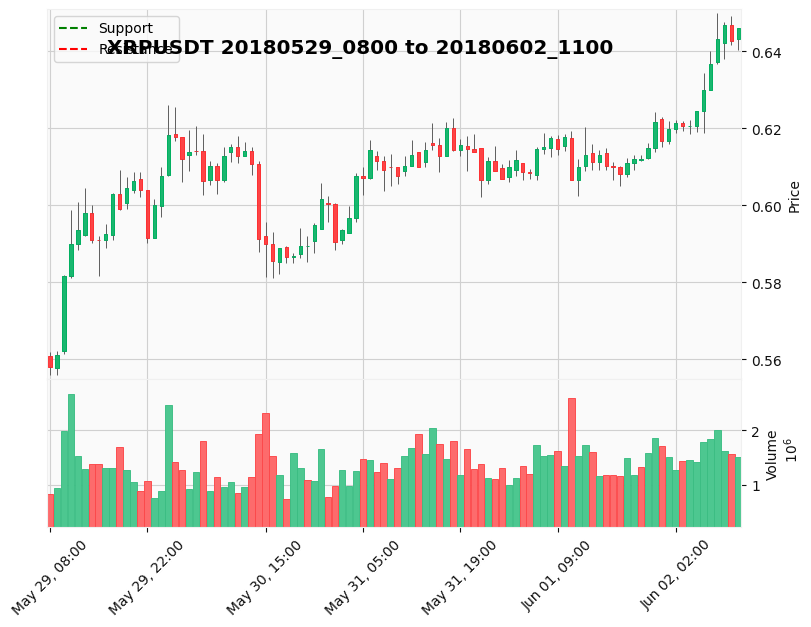 Support
Resistance
XRPUSDT 20180529_0800 to 20180602_1100
0.64
0.62
0.60
0.58
0.56
Price
2
1
Volume
10^6
May 29, 08:00
May 29, 22:00
May 30, 15:00
May 31, 05:00
May 31, 19:00
Jun 01, 09:00
Jun 02, 02:00